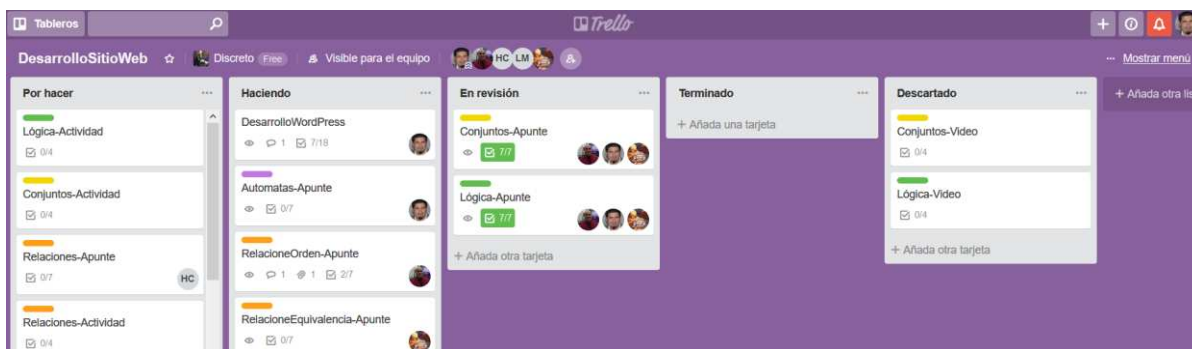 Tableros
Trello
DesarrolloSitioWeb
Discreto Free
Visible para el equipo
HC
LM
Mostrar menú
Por hacer
Lógica-Actividad
0/4
Conjuntos-Actividad
0/4
Relaciones-Apunte
0/7
HC
Relaciones-Actividad
0/4
Haciendo
DesarrolloWordPress
1 7/18
Automatas-Apunte
0/7
RelacioneOrden-Apunte
1 1 2/7
RelacioneEquivalencia-Apunte
0/7
En revisión
Conjuntos-Apunte
7/7
Lógica-Apunte
7/7
+ Añada otra tarjeta
Terminado
+ Añada una tarjeta
Descartado
Conjuntos-Video
0/4
Lógica-Video
0/4
+ Añada otra tarjeta
+ Añada otra lis